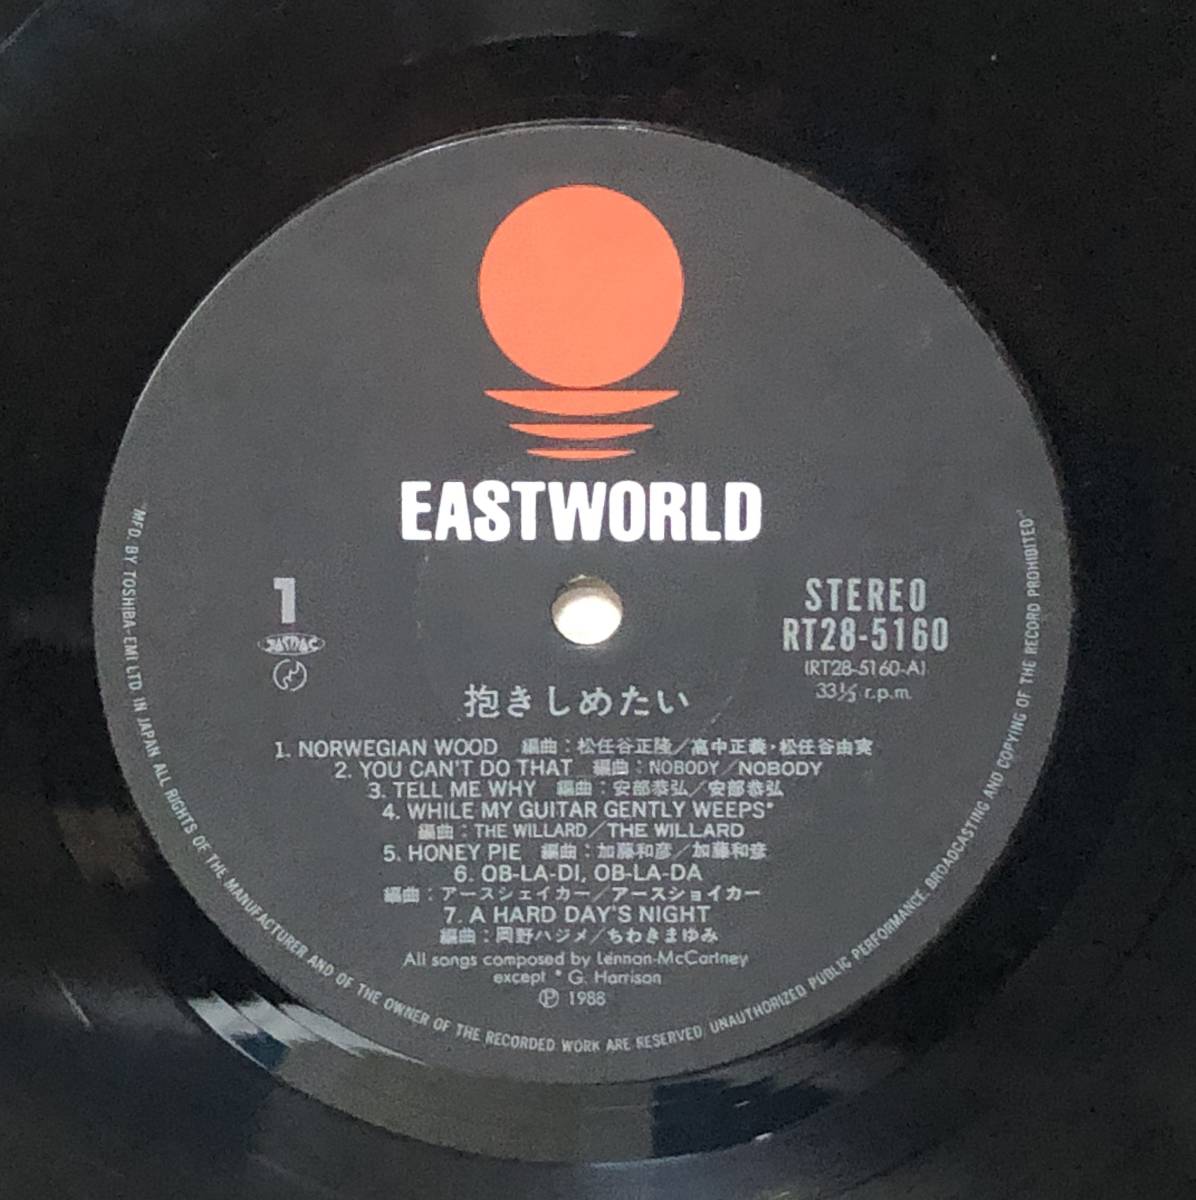 EASTWORLD
1
JASRAC
STEREO
RT28-5160
(RT28-5160-A)
33⅓ r.p.m.
抱きしめたい
1. NORWEGIAN WOOD 編曲：松任谷正隆／高中正義・松任谷由実
2. YOU CAN'T DO THAT 編曲：NOBODY／NOBODY
3. TELL ME WHY 編曲：安部恭弘／安部恭弘
4. WHILE MY GUITAR GENTLY WEEPS*
編曲：THE WILLARD／THE WILLARD
5. HONEY PIE 編曲：加藤和彦／加藤和彦
6. OB-LA-DI, OB-LA-DA
編曲：アースシェイカー／アースショイカー
7. A HARD DAY'S NIGHT
編曲：岡野ハジメ／ちわきまゆみ
All songs composed by Lennon-McCartney
except * G. Harrison
℗ 1988
MFD. BY TOSHIBA-EMI LTD. IN JAPAN ALL RIGHTS OF THE MANUFACTURER AND OF THE OWNER OF THE RECORDED WORK ARE RESERVED. UNAUTHORIZED PUBLIC PERFORMANCE, BROADCASTING AND COPYING OF THE RECORD PROHIBITED